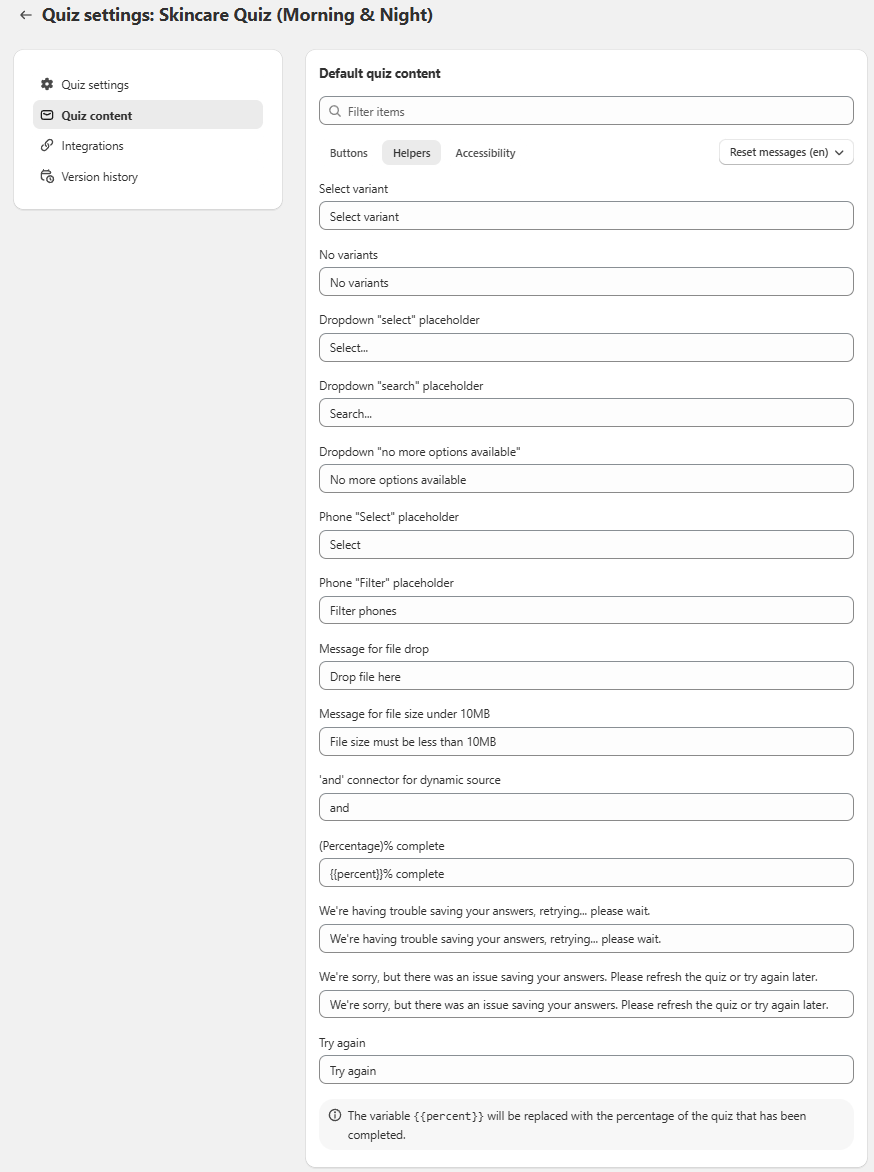 Quiz settings: Skincare Quiz (Morning & Night)
Quiz settings
Quiz content
Integrations
Version history
Default quiz content
Filter items
Buttons Helpers Accessibility Reset messages (en)
Select variant
Select variant
No variants
No variants
Dropdown "select" placeholder
Select...
Dropdown "search" placeholder
Search...
Dropdown "no more options available"
No more options available
Phone "Select" placeholder
Select
Phone "Filter" placeholder
Filter phones
Message for file drop
Drop file here
Message for file size under 10MB
File size must be less than 10MB
'and' connector for dynamic source
and
(Percentage)% complete
{{percent}}% complete
We're having trouble saving your answers, retrying... please wait.
We're having trouble saving your answers, retrying... please wait.
We're sorry, but there was an issue saving your answers. Please refresh the quiz or try again later.
We're sorry, but there was an issue saving your answers. Please refresh the quiz or try again later.
Try again
Try again
The variable {{percent}} will be replaced with the percentage of the quiz that has been
completed.